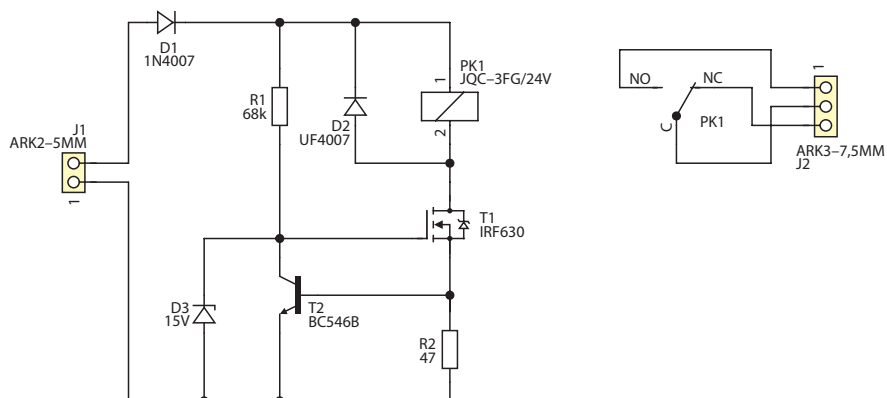 D1
1N4007
PK1
JQC–3FG/24V
1
2
R1
68k
D2
UF4007
J1
ARK2–5MM
1
T1
IRF630
D3
15V
T2
BC546B
R2
47
NO
NC
C
PK1
1
ARK3–7,5MM
J2